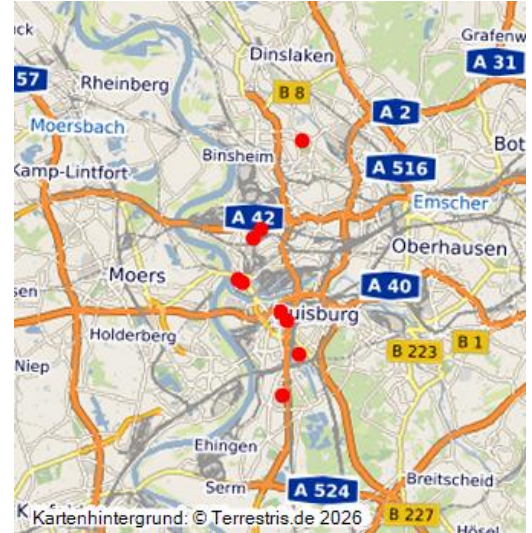 Grafenw
Dinslaken
A 31
57
Rheinberg
B 8
Moersbach
A 2
Binsheim
Bot
Kamp-Lintfort
A 516
Emscher
A 42
Oberhausen
Moers
A 40
sen
uisburg
Holderberg
B 1
B 223
Niep
Ehingen
Serm
Breitscheid
A 524
B 227
Kartenhintergrund: © Terrestris.de 2026
Hösel